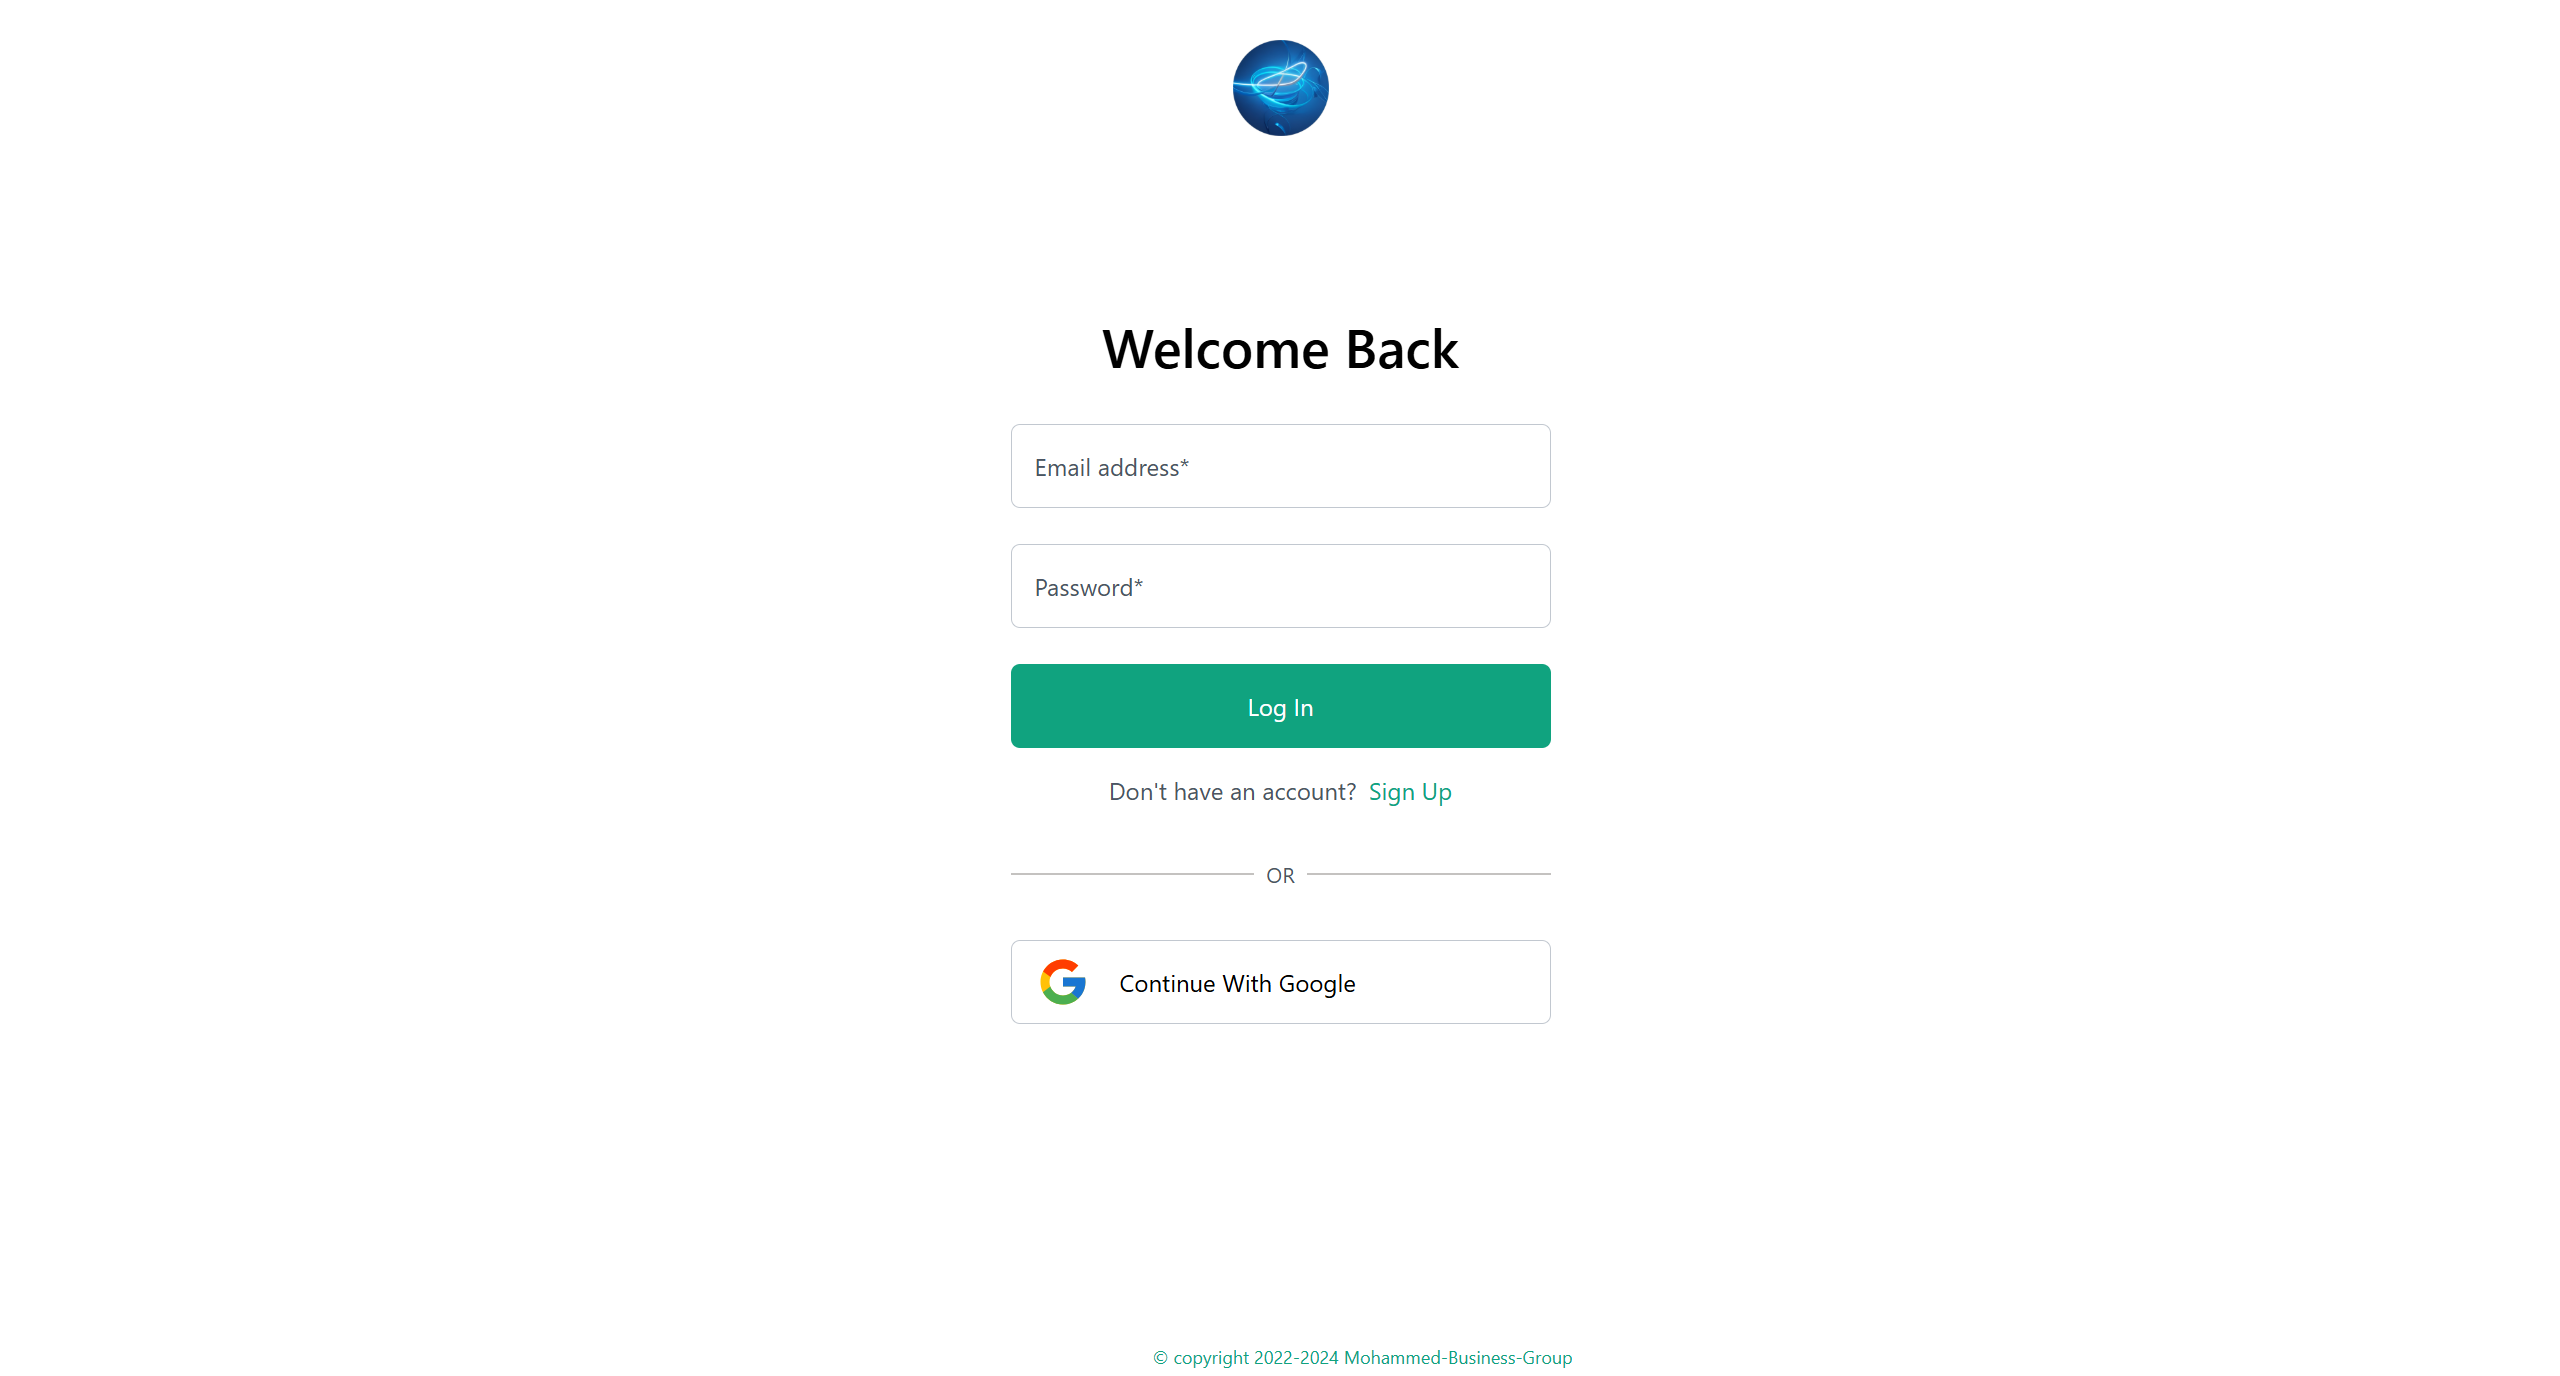 Welcome Back
Email address*
Password*
Log In
Don't have an account? Sign Up
OR
Continue With Google
© copyright 2022-2024 Mohammed-Business-Group